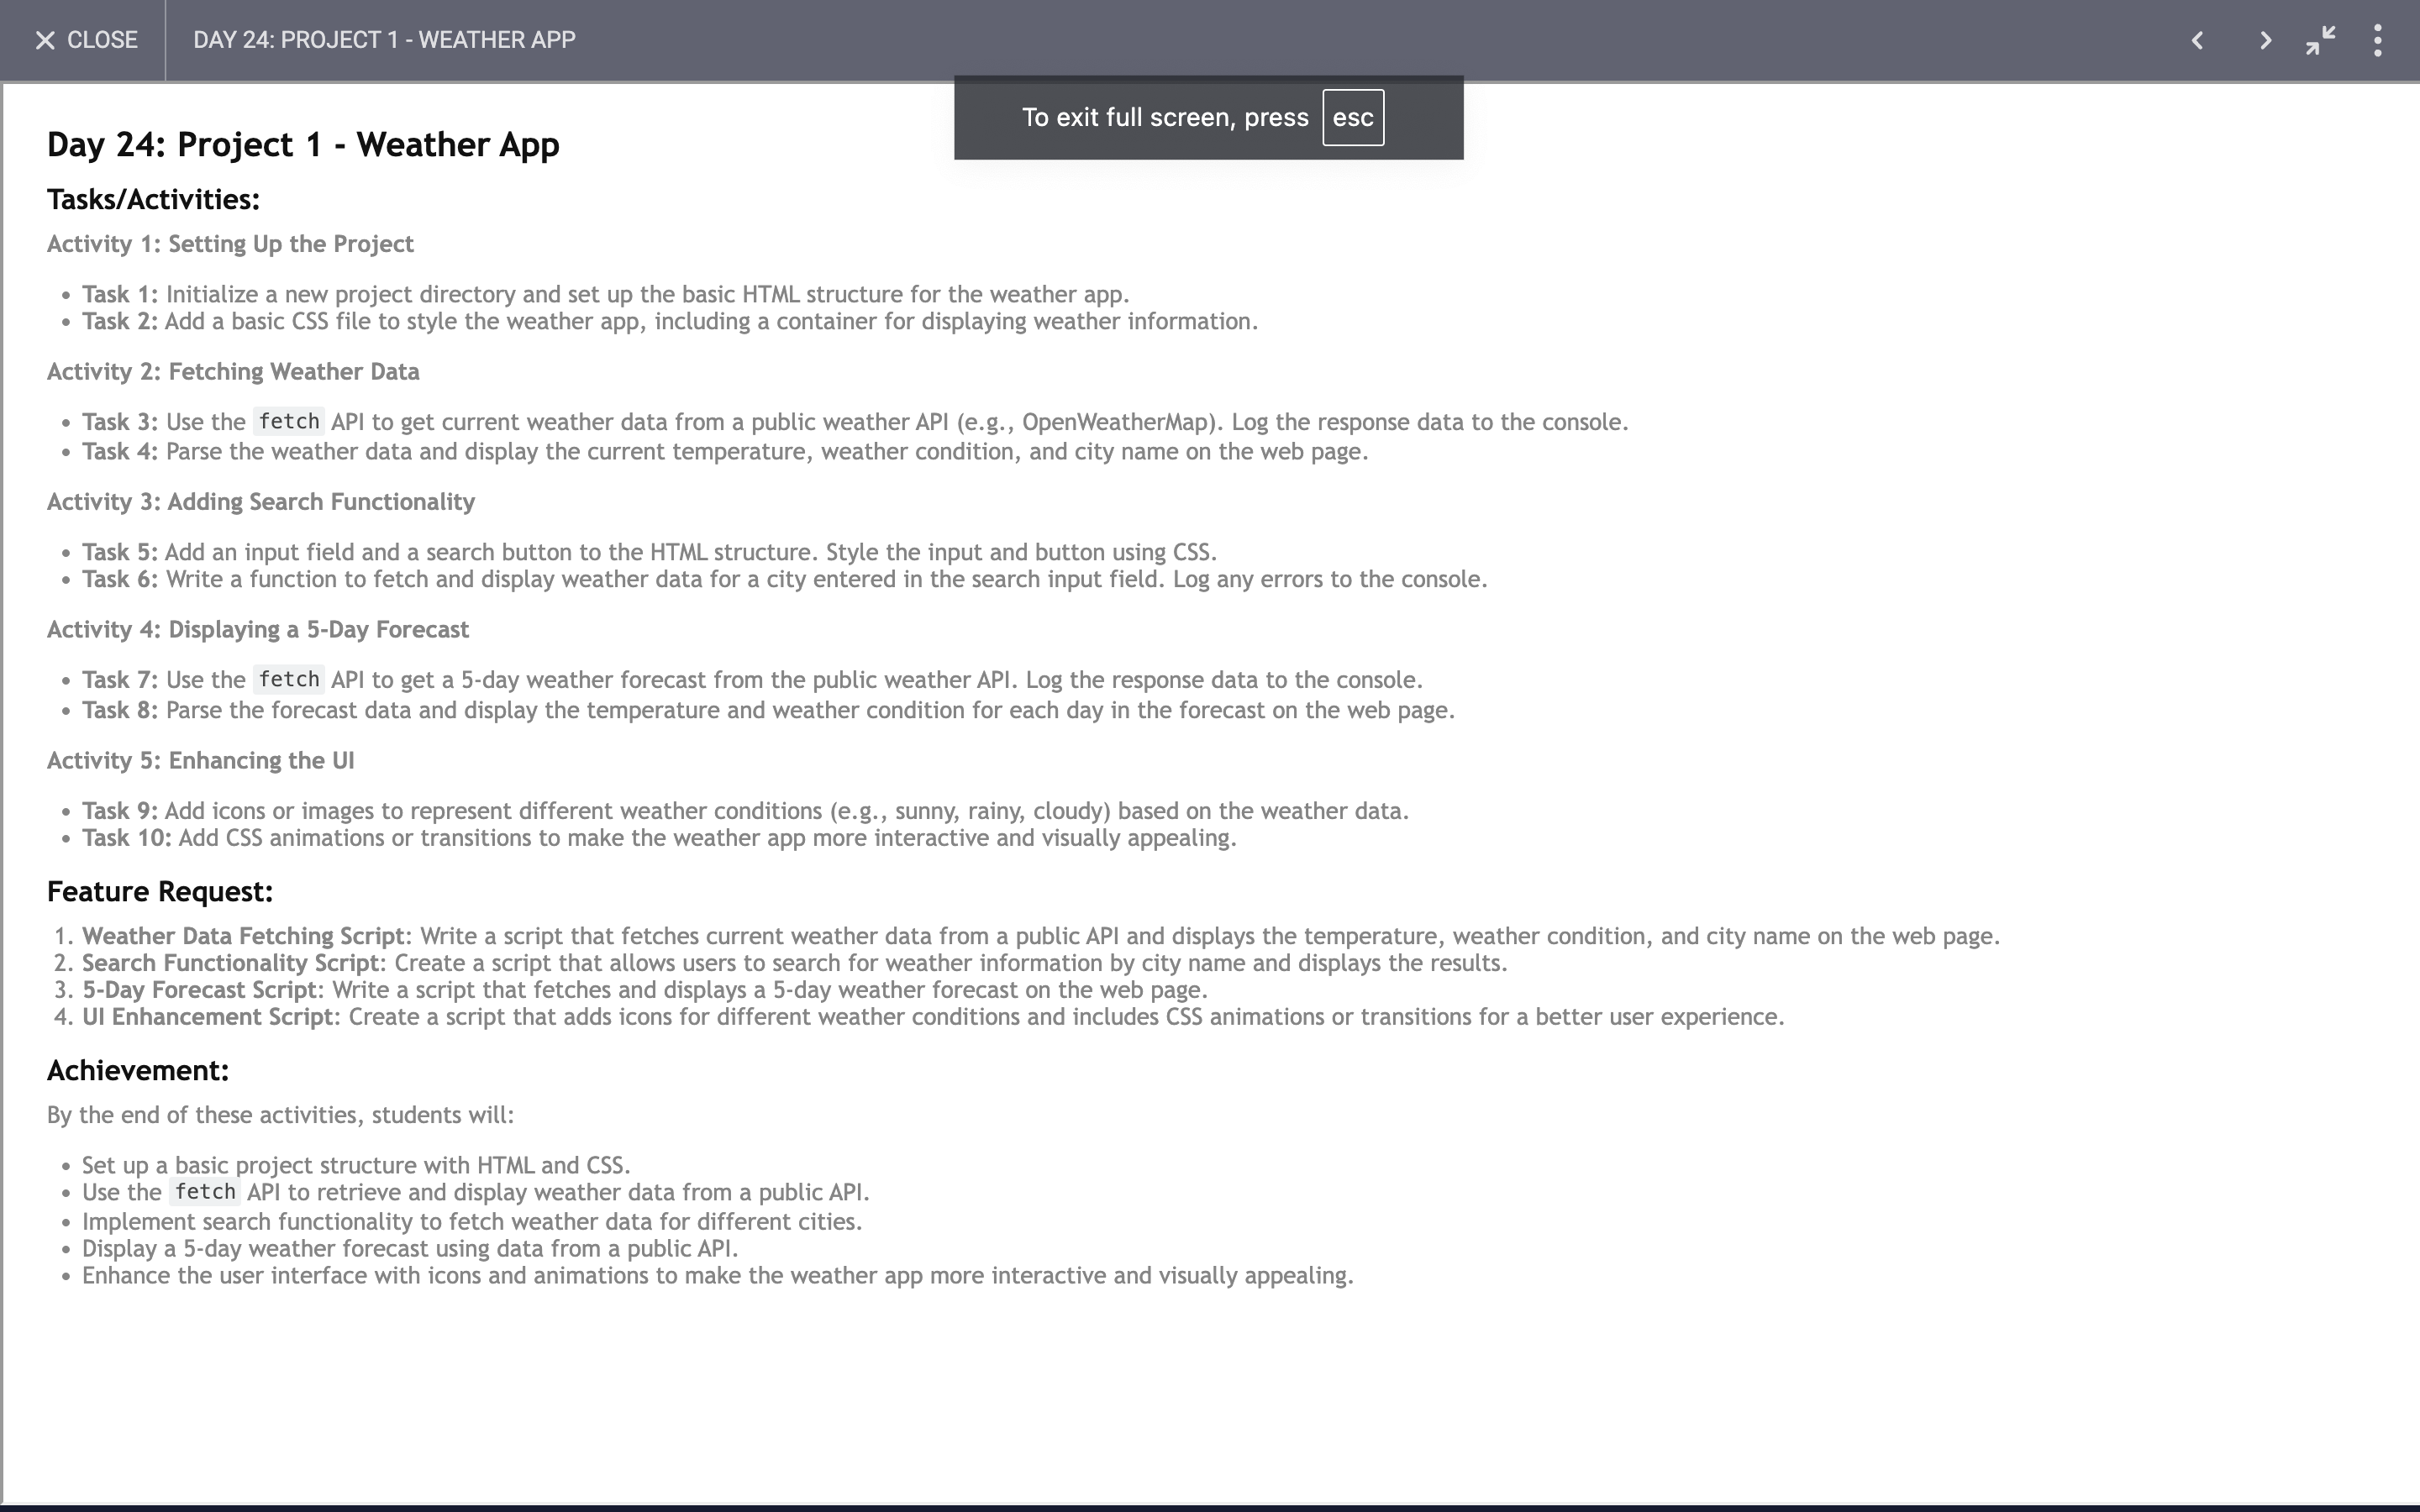 CLOSE
DAY 24: PROJECT 1 - WEATHER APP
To exit full screen, press esc
Day 24: Project 1 - Weather App
Tasks/Activities:
Activity 1: Setting Up the Project
• Task 1: Initialize a new project directory and set up the basic HTML structure for the weather app.
• Task 2: Add a basic CSS file to style the weather app, including a container for displaying weather information.
Activity 2: Fetching Weather Data
• Task 3: Use the fetch API to get current weather data from a public weather API (e.g., OpenWeatherMap). Log the response data to the console.
• Task 4: Parse the weather data and display the current temperature, weather condition, and city name on the web page.
Activity 3: Adding Search Functionality
• Task 5: Add an input field and a search button to the HTML structure. Style the input and button using CSS.
• Task 6: Write a function to fetch and display weather data for a city entered in the search input field. Log any errors to the console.
Activity 4: Displaying a 5-Day Forecast
• Task 7: Use the fetch API to get a 5-day weather forecast from the public weather API. Log the response data to the console.
• Task 8: Parse the forecast data and display the temperature and weather condition for each day in the forecast on the web page.
Activity 5: Enhancing the UI
• Task 9: Add icons or images to represent different weather conditions (e.g., sunny, rainy, cloudy) based on the weather data.
• Task 10: Add CSS animations or transitions to make the weather app more interactive and visually appealing.
Feature Request:
1. Weather Data Fetching Script: Write a script that fetches current weather data from a public API and displays the temperature, weather condition, and city name on the web page.
2. Search Functionality Script: Create a script that allows users to search for weather information by city name and displays the results.
3. 5-Day Forecast Script: Write a script that fetches and displays a 5-day weather forecast on the web page.
4. UI Enhancement Script: Create a script that adds icons for different weather conditions and includes CSS animations or transitions for a better user experience.
Achievement:
By the end of these activities, students will:
• Set up a basic project structure with HTML and CSS.
• Use the fetch API to retrieve and display weather data from a public API.
• Implement search functionality to fetch weather data for different cities.
• Display a 5-day weather forecast using data from a public API.
• Enhance the user interface with icons and animations to make the weather app more interactive and visually appealing.